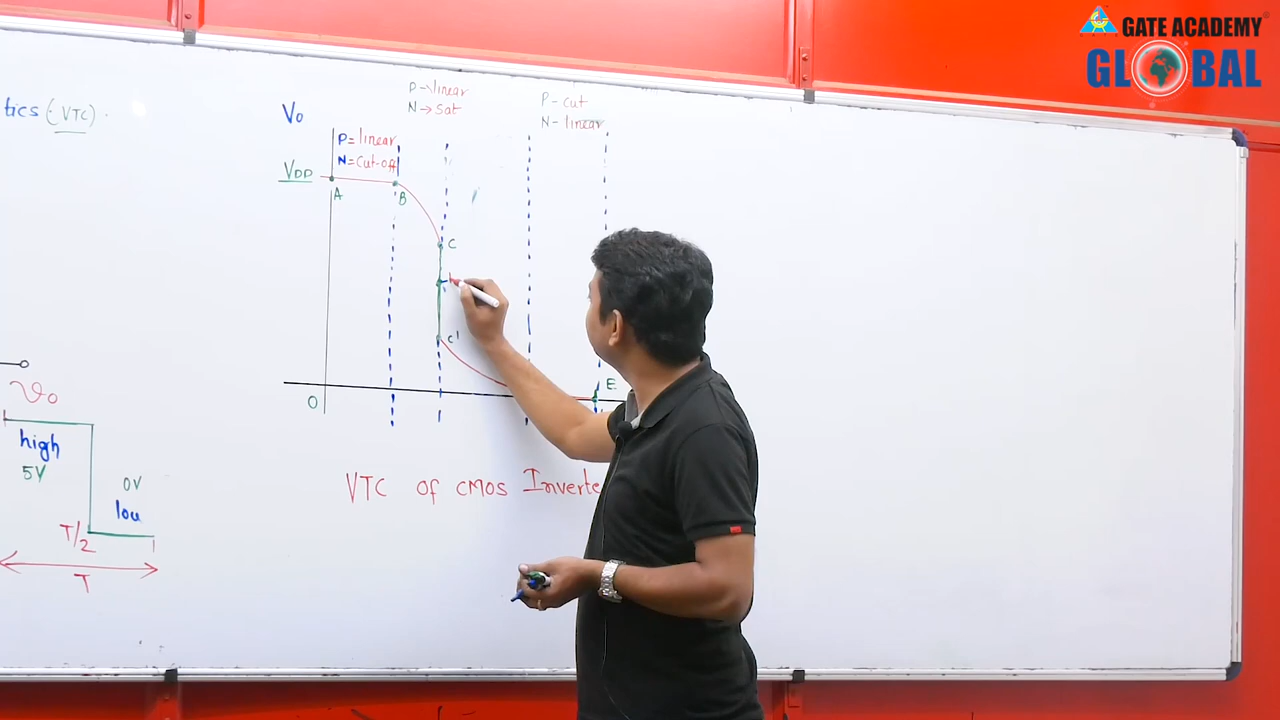 GATE ACADEMY
GLOBAL
tics (: VTC).
Vo
P→linear
N→Sat
P- cut
N- linear
P=linear
N=Cut-off
VDD
A
B
C
C'
E
O
vo
high
5V
0V
low
T/2
T
VTC of CMOS Inverte